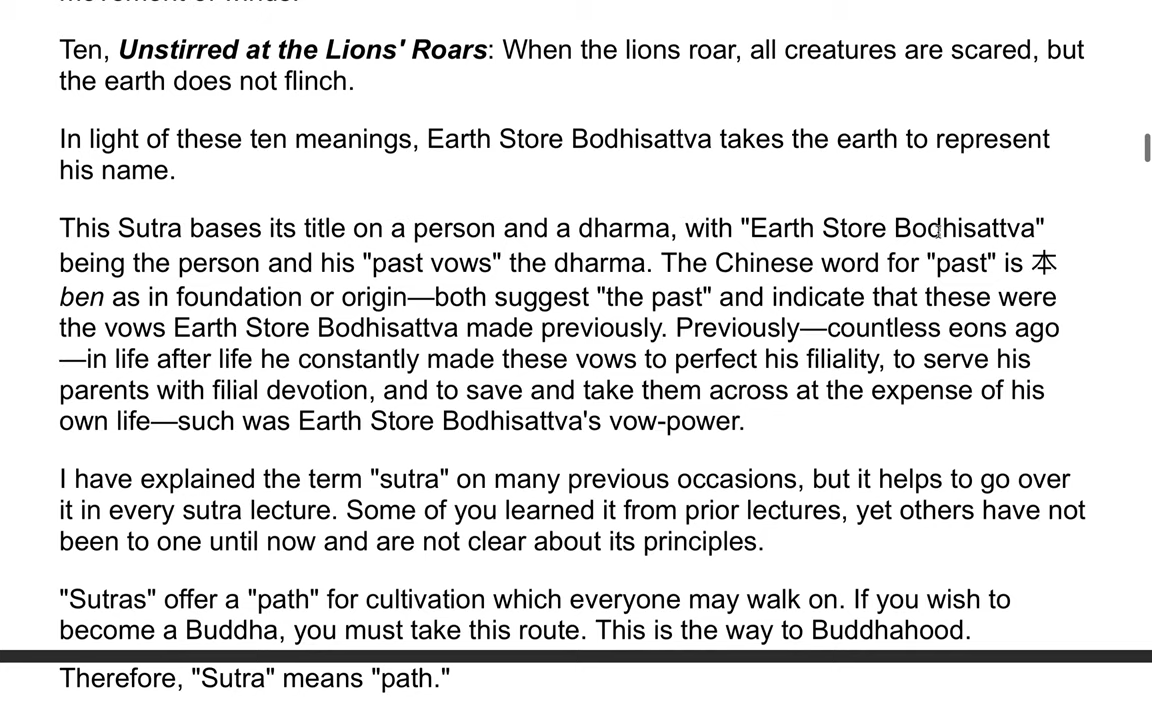 Ten, Unstirred at the Lions' Roars: When the lions roar, all creatures are scared, but
the earth does not flinch.
In light of these ten meanings, Earth Store Bodhisattva takes the earth to represent
his name.
This Sutra bases its title on a person and a dharma, with "Earth Store Bodhisattva"
being the person and his "past vows" the dharma. The Chinese word for "past" is 本
ben as in foundation or origin—both suggest "the past" and indicate that these were
the vows Earth Store Bodhisattva made previously. Previously—countless eons ago
—in life after life he constantly made these vows to perfect his filiality, to serve his
parents with filial devotion, and to save and take them across at the expense of his
own life—such was Earth Store Bodhisattva's vow-power.
I have explained the term "sutra" on many previous occasions, but it helps to go over
it in every sutra lecture. Some of you learned it from prior lectures, yet others have not
been to one until now and are not clear about its principles.
"Sutras" offer a "path" for cultivation which everyone may walk on. If you wish to
become a Buddha, you must take this route. This is the way to Buddhahood.
Therefore, "Sutra" means "path."